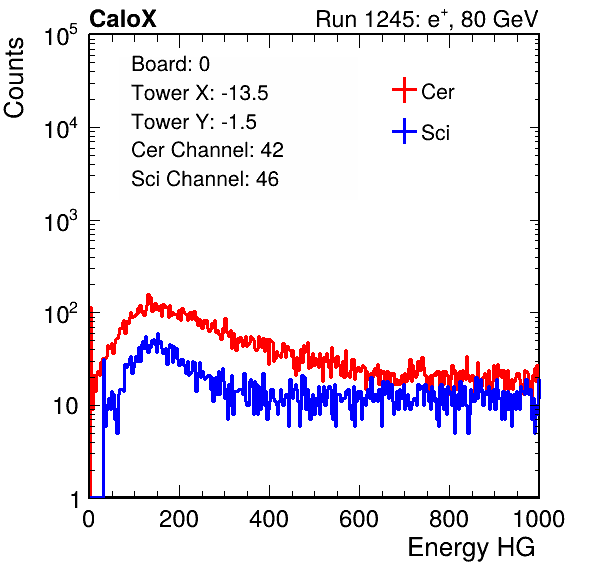 CaloX Run 1245: e+, 80 GeV
Board: 0
Tower X: -13.5
Tower Y: -1.5
Cer Channel: 42
Sci Channel: 46
Cer
Sci
Counts
10^5
10^4
10^3
10^2
10
1
0 200 400 600 800 1000
Energy HG